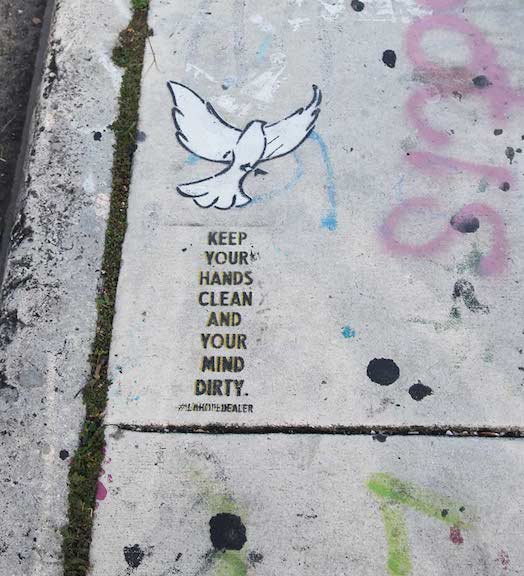 KEEP
YOUR
HANDS
CLEAN
AND
YOUR
MIND
DIRTY.